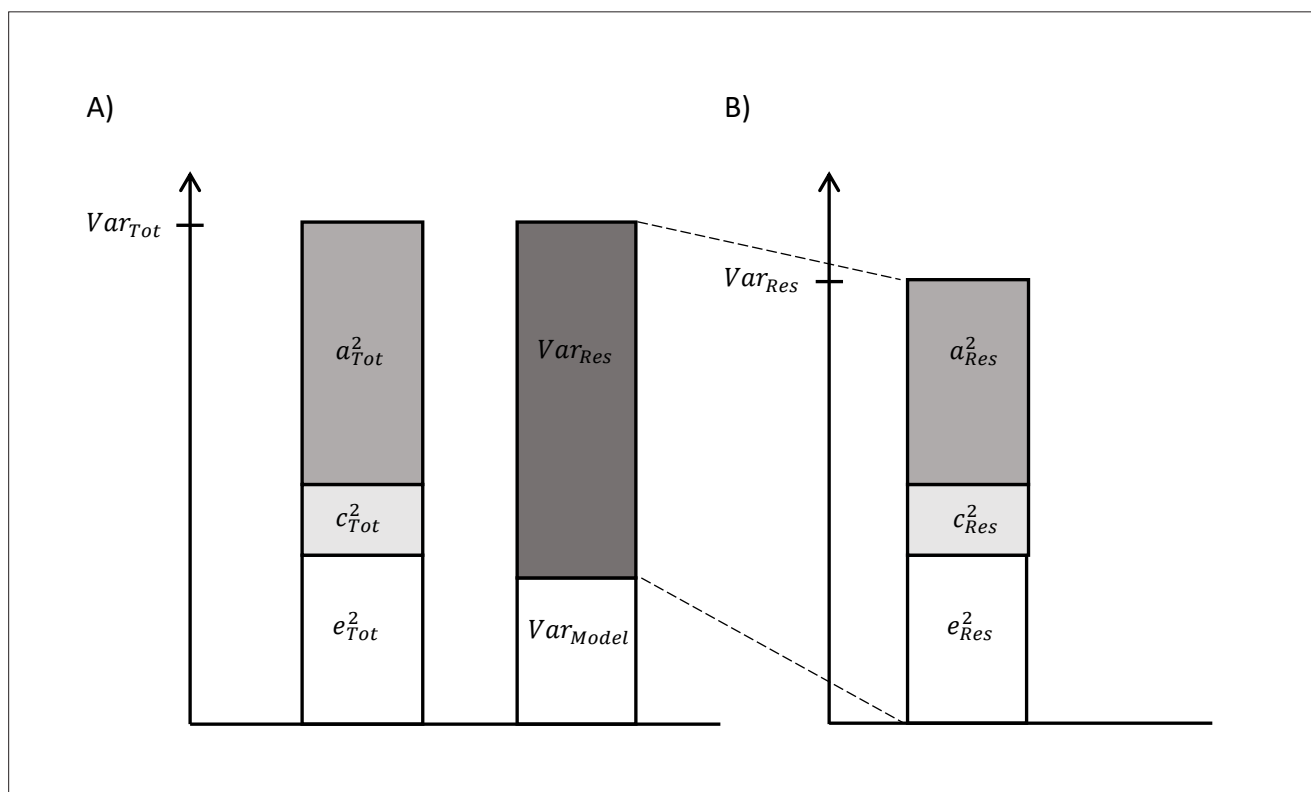 A)
B)
Var_Tot
Var_Res
a²_Tot
Var_Res
a²_Res
c²_Tot
c²_Res
e²_Tot
Var_Model
e²_Res